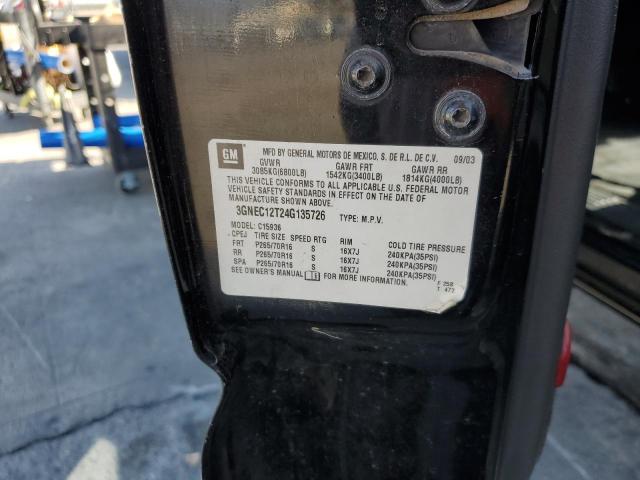 GM
MFD BY GENERAL MOTORS DE MEXICO, S. DE R.L. DE C.V. 09/03
GVWR GAWR FRT GAWR RR
3085KG(6800LB) 1542KG(3400LB) 1814KG(4000LB)
THIS VEHICLE CONFORMS TO ALL APPLICABLE U.S. FEDERAL MOTOR
VEHICLE SAFETY STANDARDS IN EFFECT ON THE DATE OF
MANUFACTURE SHOWN ABOVE.
3GNEC12T24G135726 TYPE: M.P.V.
MODEL: C15936
CPEJ TIRE SIZE SPEED RTG RIM COLD TIRE PRESSURE
FRT P265/70R16 S 16X7J 240KPA(35PSI)
RR P265/70R16 S 16X7J 240KPA(35PSI)
SPA P265/70R16 S 16X7J 240KPA(35PSI)
SEE OWNER'S MANUAL FOR MORE INFORMATION.
F 258
T 477